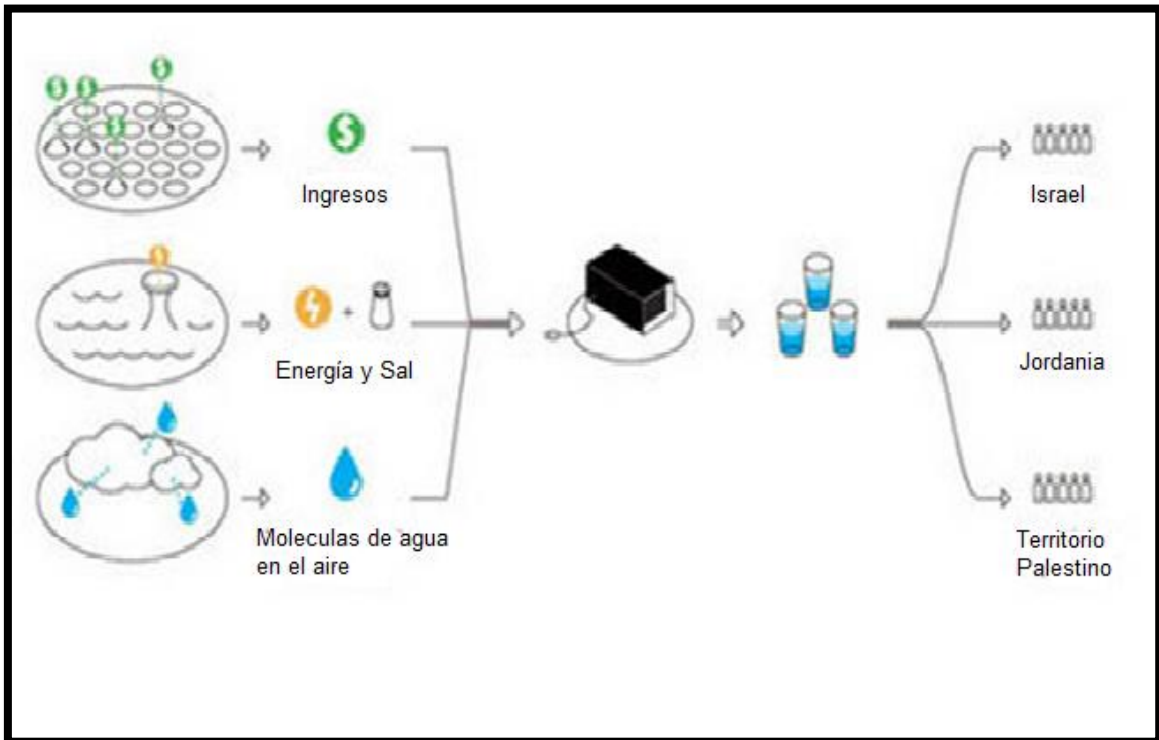 Ingresos
Israel
Energía y Sal
Jordania
Moleculas de agua
en el aire
Territorio
Palestino